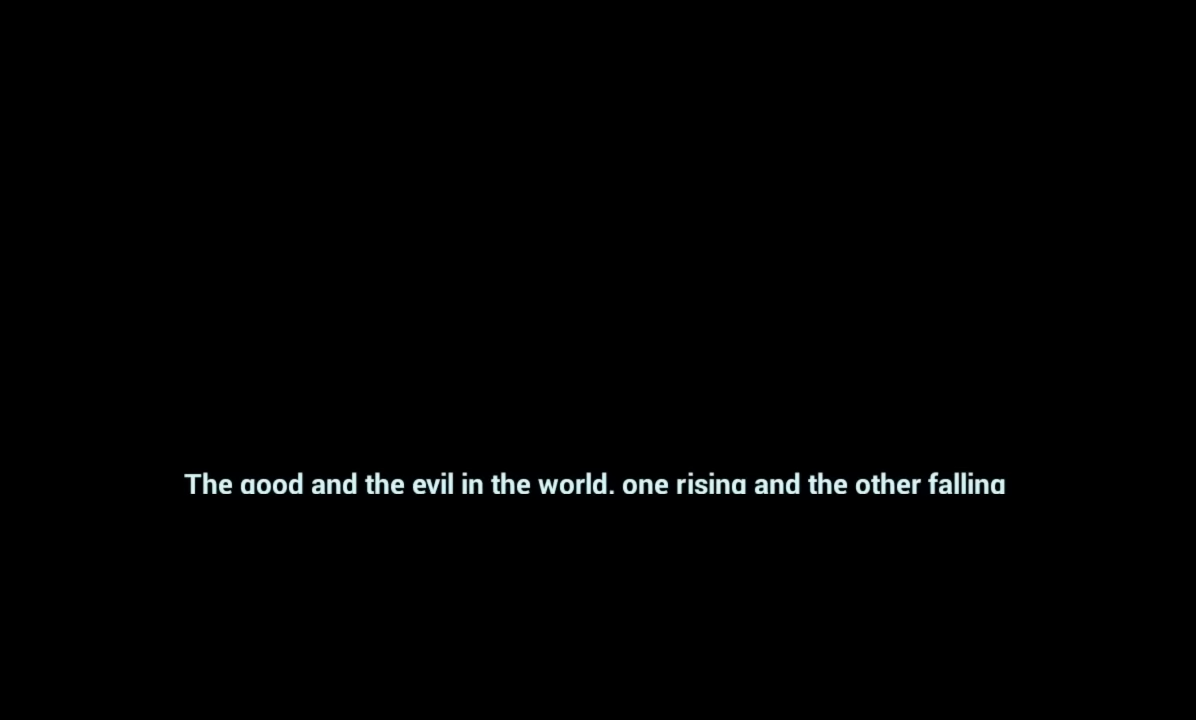 The good and the evil in the world, one rising and the other falling